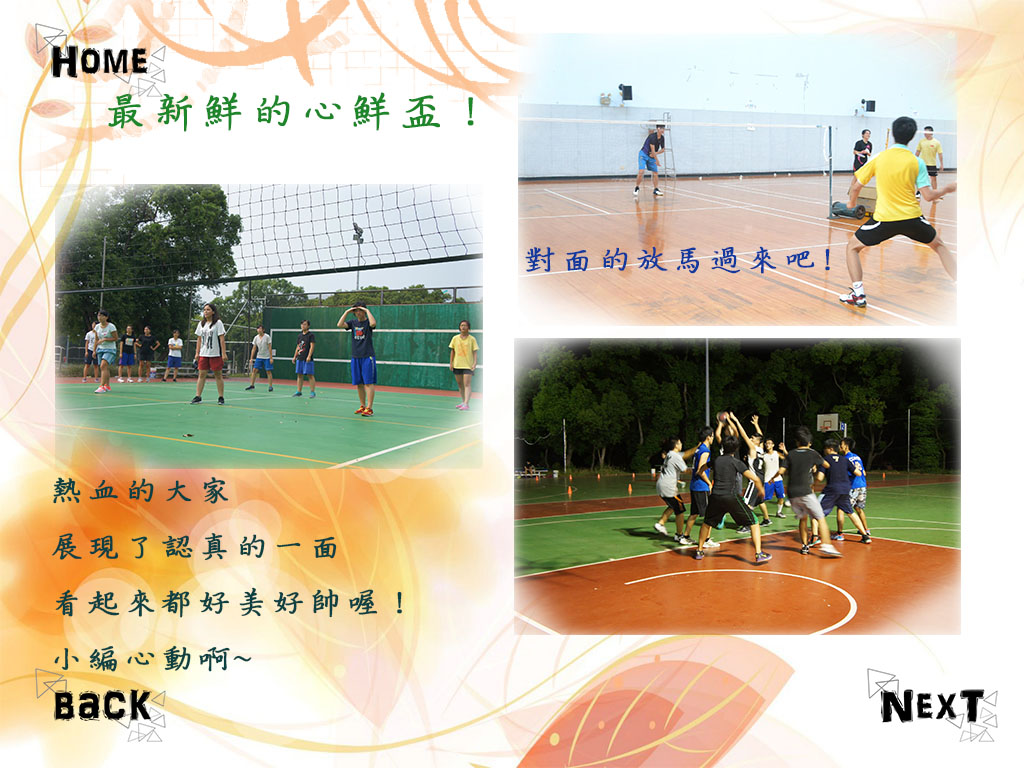 HOME
最新鮮的心鮮盃！
對面的放馬過來吧!
熱血的大家
展現了認真的一面
看起來都好美好帥喔！
小編心動啊~
BaCK
NEXT